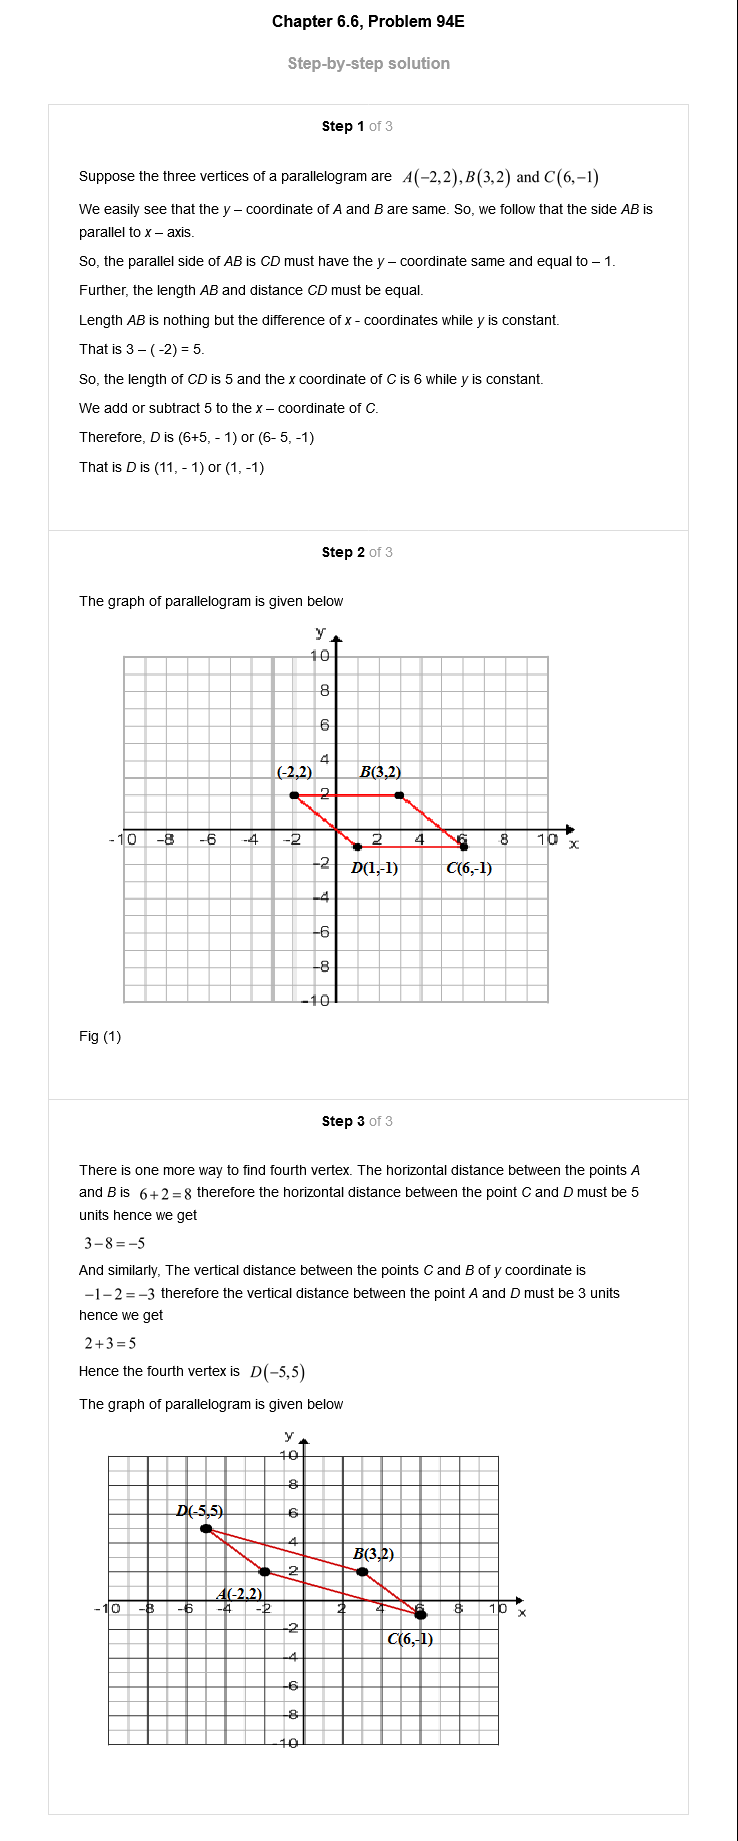 Chapter 6.6, Problem 94E
Step-by-step solution
Step 1 of 3
Suppose the three vertices of a parallelogram are A(−2,2), B(3,2) and C(6,−1)
We easily see that the y – coordinate of A and B are same. So, we follow that the side AB is
parallel to x – axis.
So, the parallel side of AB is CD must have the y – coordinate same and equal to – 1.
Further, the length AB and distance CD must be equal.
Length AB is nothing but the difference of x - coordinates while y is constant.
That is 3 – ( -2) = 5.
So, the length of CD is 5 and the x coordinate of C is 6 while y is constant.
We add or subtract 5 to the x – coordinate of C.
Therefore, D is (6+5, - 1) or (6- 5, -1)
That is D is (11, - 1) or (1, -1)
Step 2 of 3
The graph of parallelogram is given below
y
10
8
6
4
(-2,2) B(3,2)
2
-10 -8 -6 -4 -2 2 4 6 8 10 x
-2 D(1,-1) C(6,-1)
-4
-6
-8
-10
Fig (1)
Step 3 of 3
There is one more way to find fourth vertex. The horizontal distance between the points A
and B is 6+2=8 therefore the horizontal distance between the point C and D must be 5
units hence we get
3−8=−5
And similarly, The vertical distance between the points C and B of y coordinate is
−1−2=−3 therefore the vertical distance between the point A and D must be 3 units
hence we get
2+3=5
Hence the fourth vertex is D(−5,5)
The graph of parallelogram is given below
y
10
8
D(-5,5) 6
4
B(3,2)
2
A(-2,2)
-10 -8 -6 -4 -2 2 4 6 8 10 x
-2
C(6,-1)
-4
-6
-8
-10